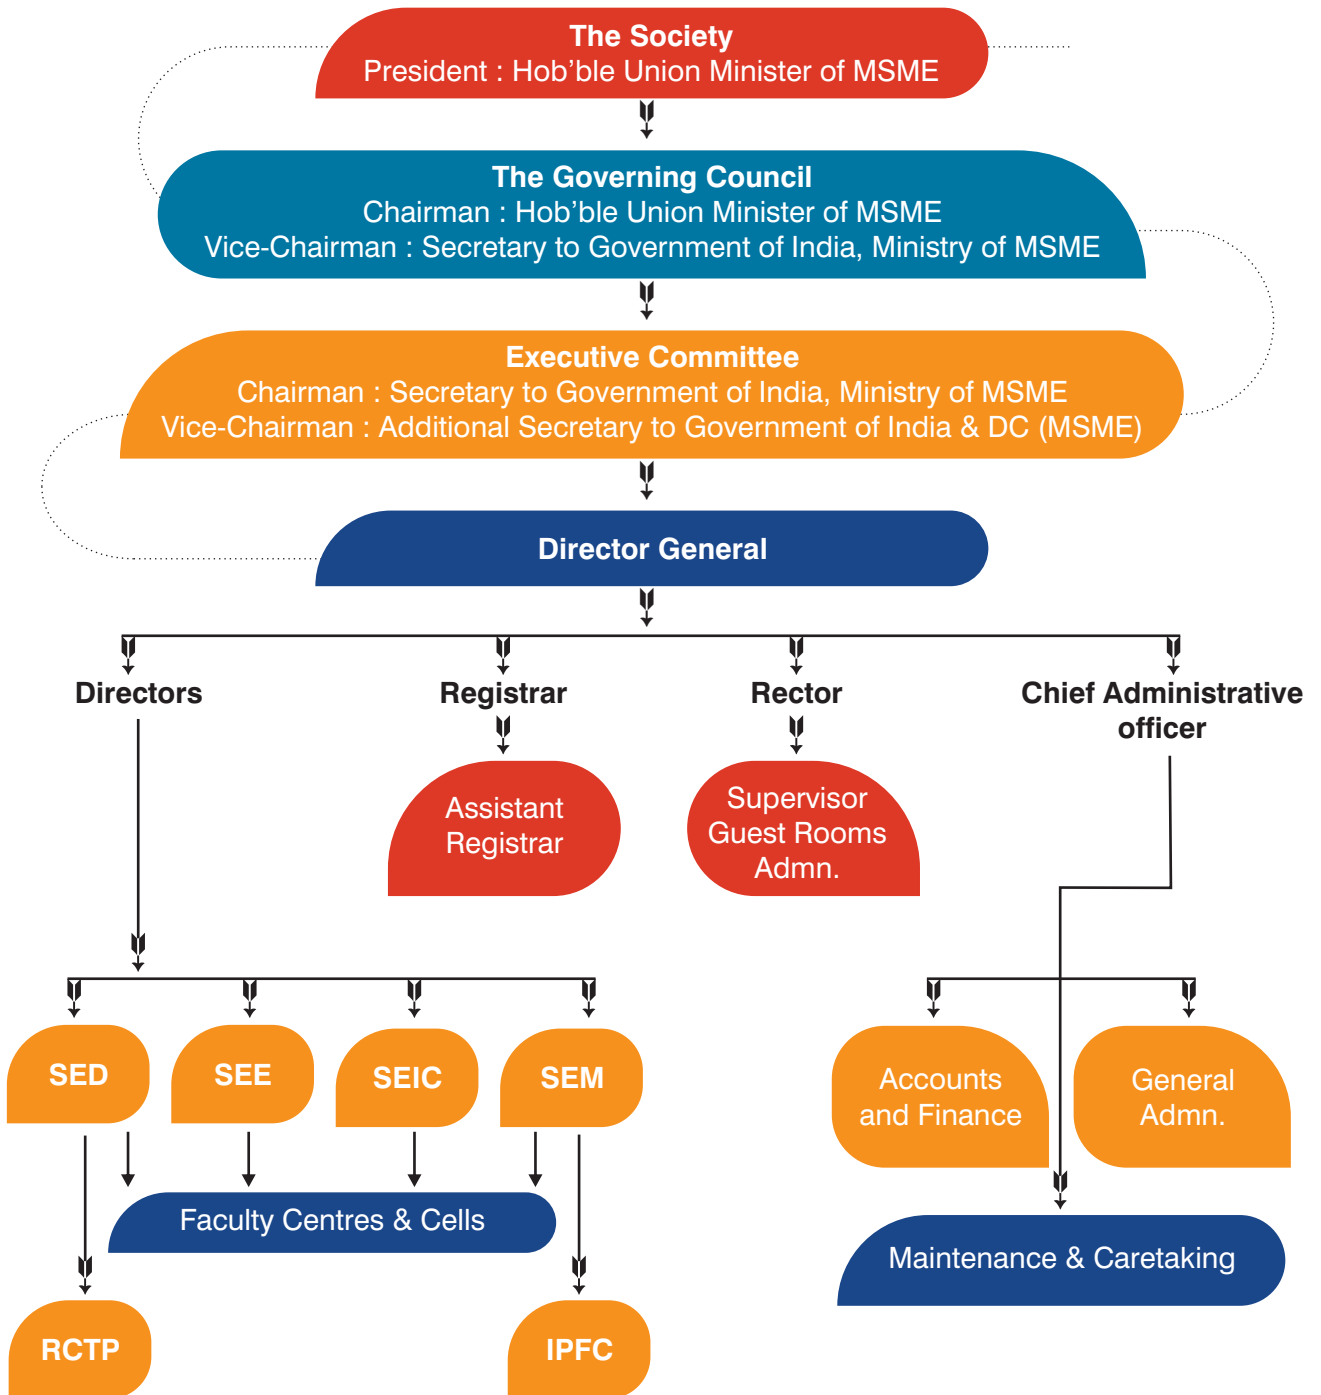 The Society
President : Hob’ble Union Minister of MSME
The Governing Council
Chairman : Hob’ble Union Minister of MSME
Vice-Chairman : Secretary to Government of India, Ministry of MSME
Executive Committee
Chairman : Secretary to Government of India, Ministry of MSME
Vice-Chairman : Additional Secretary to Government of India & DC (MSME)
Director General
Directors
Registrar
Rector
Chief Administrative
officer
Assistant
Registrar
Supervisor
Guest Rooms
Admn.
SED
SEE
SEIC
SEM
Accounts
and Finance
General
Admn.
Faculty Centres & Cells
Maintenance & Caretaking
RCTP
IPFC